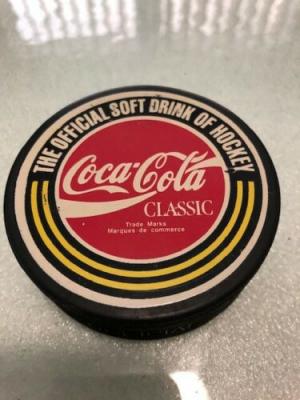 THE OFFICIAL SOFT DRINK OF HOCKEY
Coca-Cola
CLASSIC
Trade Marks
Marques de commerce